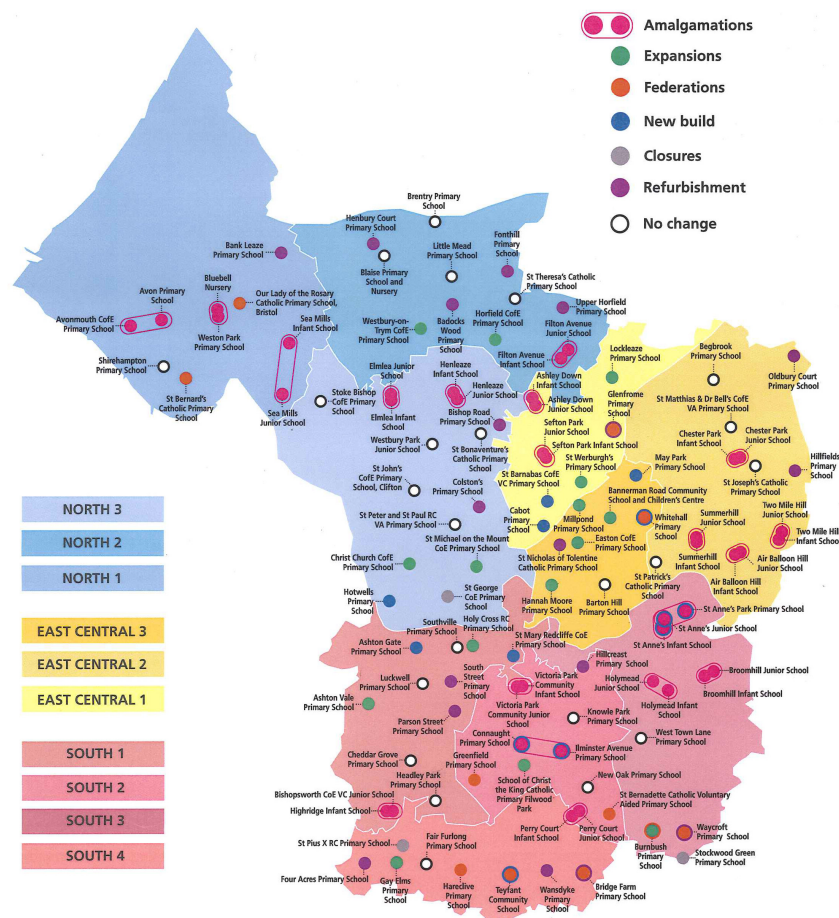 Amalgamations
Expansions
Federations
New build
Closures
Refurbishment
No change
Brentry Primary
School
Henbury Court
Primary School
Fonthill
Primary
School
Little Mead
Primary School
Bank Leaze
Primary School
Blaise Primary
School
and Nursery
St Theresa's Catholic
Primary School
Bluebell
Nursery
Avon Primary
School
Our Lady of the Rosary
Catholic Primary School,
Bristol
Upper Horfield
Primary School
Sea Mills
Infant School
Westbury-on-
Trym CofE
Primary School
Badocks
Wood
Primary
School
Horfield CofE
Primary School
Filton Avenue
Junior School
Avonmouth CofE
Primary School
Weston Park
Primary School
Lockleaze
Primary School
Begbrook
Primary School
Filton Avenue
Infant School
Shirehampton
Primary School
Elmlea Junior
School
Henleaze
Infant School
Ashley Down
Infant School
Oldbury Court
Primary School
Henleaze
Junior School
Glenfrome
Primary
School
St Bernard's
Catholic Primary
School
Stoke Bishop
CofE Primary
School
Ashley Down
Junior School
St Matthias & Dr Bell's CofE
VA Primary School
Sea Mills
Junior School
Elmlea Infant
School
Bishop Road
Primary
School
Sefton Park
Junior School
Chester Park
Infant School
Chester Park
Junior School
Westbury Park
Junior School
St Bonaventure's
Catholic Primary
School
Sefton Park Infant School
St Werburgh's
Primary School
May Park
Primary School
Hillfields
Primary
School
St John's
CofE Primary
School, Clifton
Colston's
Primary School
St Barnabas CofE
VC Primary School
St Joseph's Catholic
Primary School
Bannerman Road Community
School and Children's Centre
Two Mile Hill
Junior School
NORTH 3
St Peter and St Paul RC
VA Primary School
Cabot
Primary
School
Millpond
Primary School
Whitehall
Primary
School
Summerhill
Junior School
Two Mile Hill
Infant School
NORTH 2
St Michael on the Mount
CoE Primary School
Easton CofE
Primary School
Christ Church CofE
Primary School
St Nicholas of Tolentine
Catholic Primary School
Summerhill
Infant School
Air Balloon Hill
Junior School
NORTH 1
St Patrick's
Catholic Primary
School
Air Balloon Hill
Infant School
Hotwells
Primary
School
St George
CoE Primary
School
Hannah Moore
Primary School
Barton Hill
Primary School
St Anne's Park Primary School
EAST CENTRAL 3
Southville
Primary
School
Holy Cross RC
Primary School
St Mary Redcliffe CoE
Primary School
St Anne's Junior School
Ashton Gate
Primary School
St Anne's Infant School
EAST CENTRAL 2
Hillcreast
Primary School
Luckwell
Primary School
South
Street
Primary
School
Victoria Park
Community
Infant School
Holymead
Junior School
Broomhill Junior School
EAST CENTRAL 1
Ashton Vale
Primary School
Broomhill Infant School
Holymead Infant
School
Parson Street
Primary School
Victoria Park
Community Junior
School
Knowle Park
Primary School
West Town Lane
Primary School
Connaught
Primary School
Ilminster Avenue
Primary School
SOUTH 1
Cheddar Grove
Primary School
Greenfield
Primary
School
School of Christ
the King Catholic
Primary Filwood
Park
New Oak Primary School
Headley Park
Primary School
SOUTH 2
Bishopsworth CoE VC Junior School
St Bernadette Catholic Voluntary
Aided Primary School
Highridge Infant School
Perry Court
Infant School
Perry Court
Junior School
SOUTH 3
St Pius X RC Primary School
Fair Furlong
Primary School
Burnbush
Primary
School
Waycroft
Primary School
SOUTH 4
Stockwood Green
Primary School
Four Acres Primary School
Gay Elms
Primary School
Hareclive
Primary School
Teyfant
Community
School
Wansdyke
Primary
School
Bridge Farm
Primary School